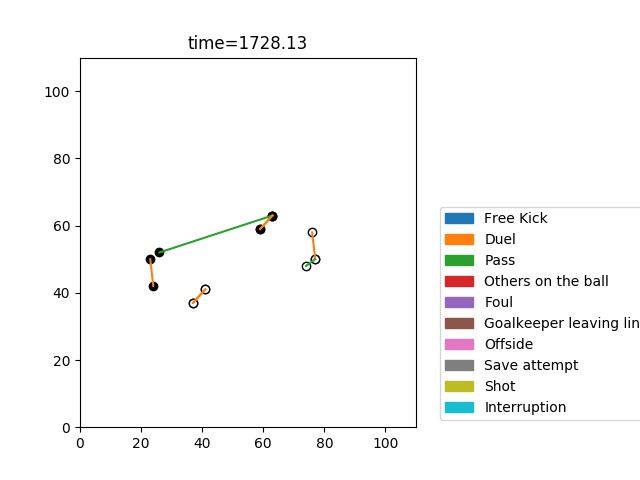 time=1728.13
100
80
60
40
20
0
0 20 40 60 80 100
Free Kick
Duel
Pass
Others on the ball
Foul
Goalkeeper leaving lin
Offside
Save attempt
Shot
Interruption